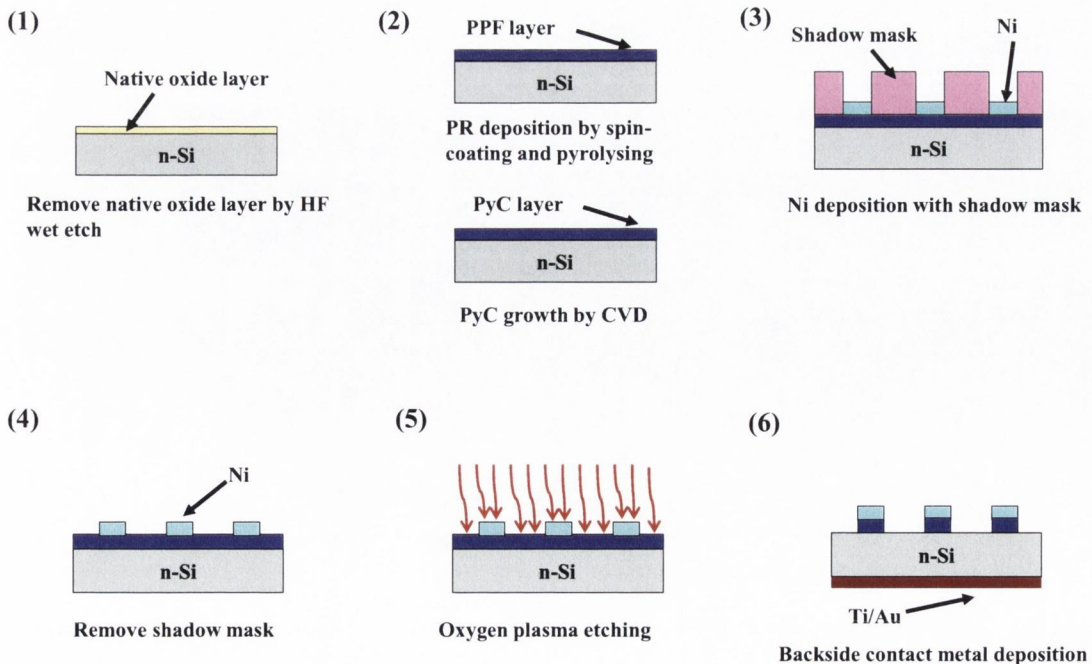 (1)
Native oxide layer
n-Si
Remove native oxide layer by HF
wet etch
(2)
PPF layer
n-Si
PR deposition by spin-
coating and pyrolysing
PyC layer
n-Si
PyC growth by CVD
(3)
Shadow mask
Ni
n-Si
Ni deposition with shadow mask
(4)
Ni
n-Si
Remove shadow mask
(5)
n-Si
Oxygen plasma etching
(6)
n-Si
Ti/Au
Backside contact metal deposition